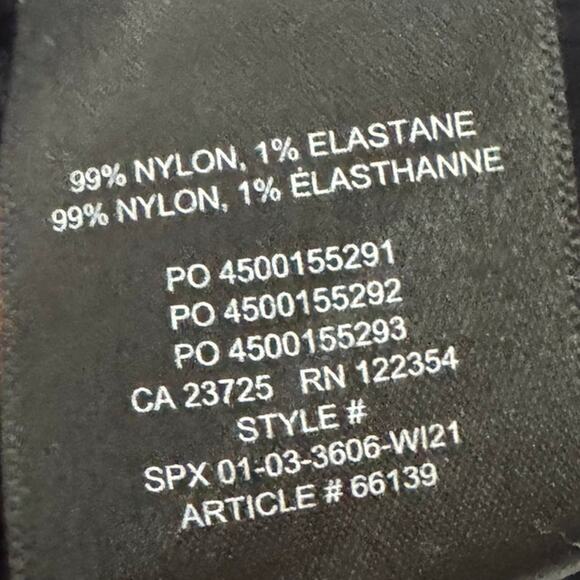 99% NYLON, 1% ELASTANE
99% NYLON, 1% ÉLASTHANNE
PO 4500155291
PO 4500155292
PO 4500155293
CA 23725 RN 122354
STYLE #
SPX 01-03-3606-WI21
ARTICLE # 66139